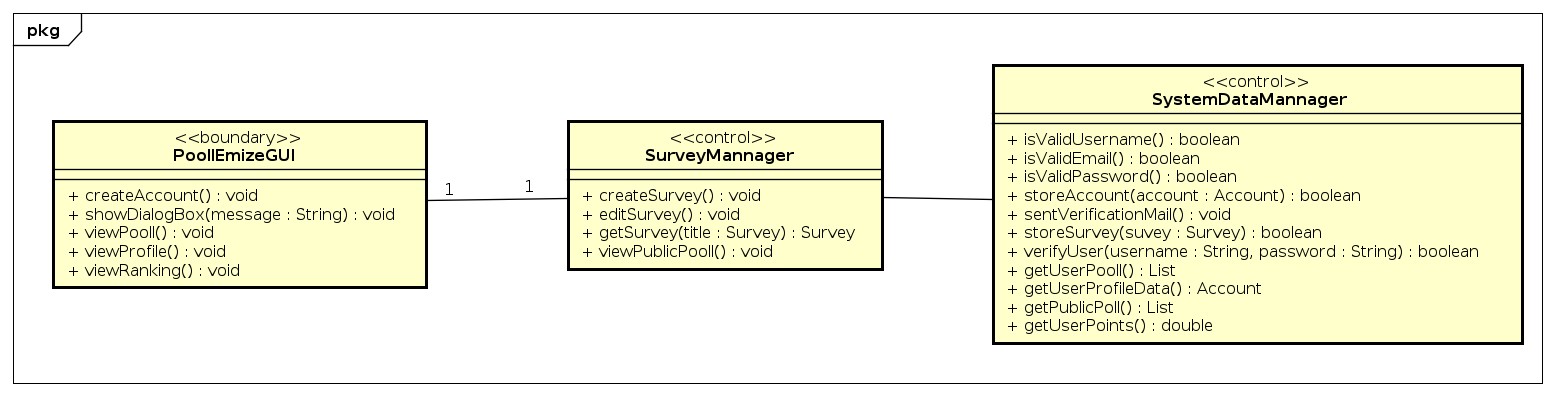 pkg
<<boundary>>
PoollEmizeGUI
+ createAccount() : void
+ showDialogBox(message : String) : void
+ viewPooll() : void
+ viewProfile() : void
+ viewRanking() : void
1
1
<<control>>
SurveyMannager
+ createSurvey() : void
+ editSurvey() : void
+ getSurvey(title : Survey) : Survey
+ viewPublicPooll() : void
<<control>>
SystemDataMannager
+ isValidUsername() : boolean
+ isValidEmail() : boolean
+ isValidPassword() : boolean
+ storeAccount(account : Account) : boolean
+ sentVerificationMail() : void
+ storeSurvey(suvey : Survey) : boolean
+ verifyUser(username : String, password : String) : boolean
+ getUserPooll() : List
+ getUserProfileData() : Account
+ getPublicPoll() : List
+ getUserPoints() : double